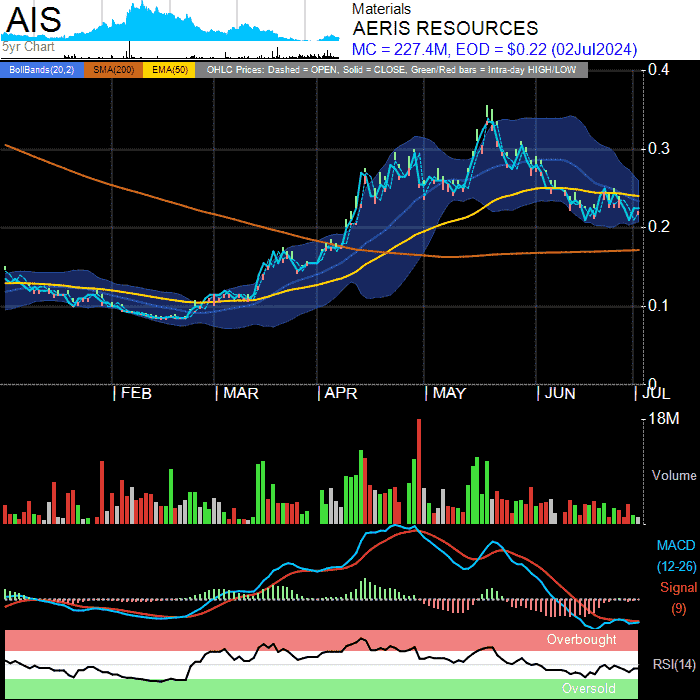 AIS
5yr Chart
Materials
AERIS RESOURCES
MC = 227.4M, EOD = $0.22 (02Jul2024)
BollBands(20,2) SMA(200) EMA(50) OHLC Prices: Dashed = OPEN, Solid = CLOSE, Green/Red bars = Intra-day HIGH/LOW
0.4
0.3
0.2
0.1
0
FEB MAR APR MAY JUN JUL
18M
Volume
MACD
(12-26)
Signal
(9)
Overbought
RSI(14)
Oversold